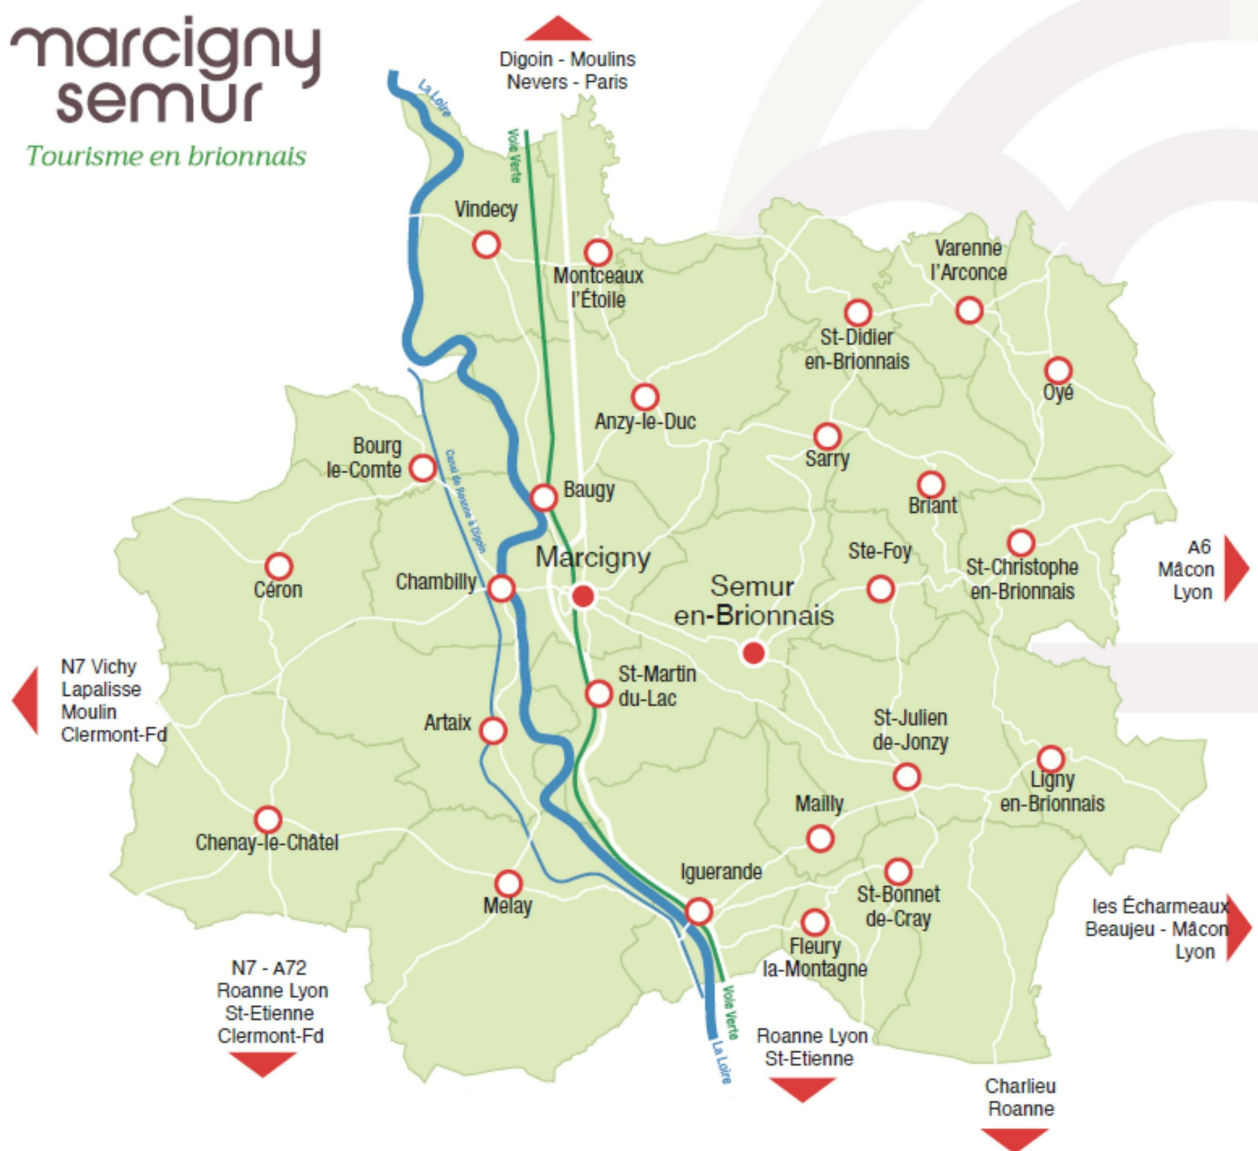 marcigny
semur
Tourisme en brionnais
Digoin - Moulins
Nevers - Paris
La Loire
Voie Verte
Vindecy
Montceaux
l'Étoile
Varenne
l'Arconce
St-Didier
en-Brionnais
Oyé
Anzy-le-Duc
Sarry
Bourg
le-Comte
Canal de Roanne à Digoin
Baugy
Briant
Marcigny
Ste-Foy
St-Christophe
en-Brionnais
A6
Mâcon
Lyon
Céron
Chambilly
Semur
en-Brionnais
N7 Vichy
Lapalisse
Moulin
Clermont-Fd
St-Martin
du-Lac
Artaix
St-Julien
de-Jonzy
Ligny
en-Brionnais
Mailly
Chenay-le-Châtel
Iguerande
Melay
St-Bonnet
de-Cray
les Écharmeaux
Beaujeu - Mâcon
Lyon
Fleury
la-Montagne
N7 - A72
Roanne Lyon
St-Etienne
Clermont-Fd
Voie Verte
La Loire
Roanne Lyon
St-Etienne
Charlieu
Roanne